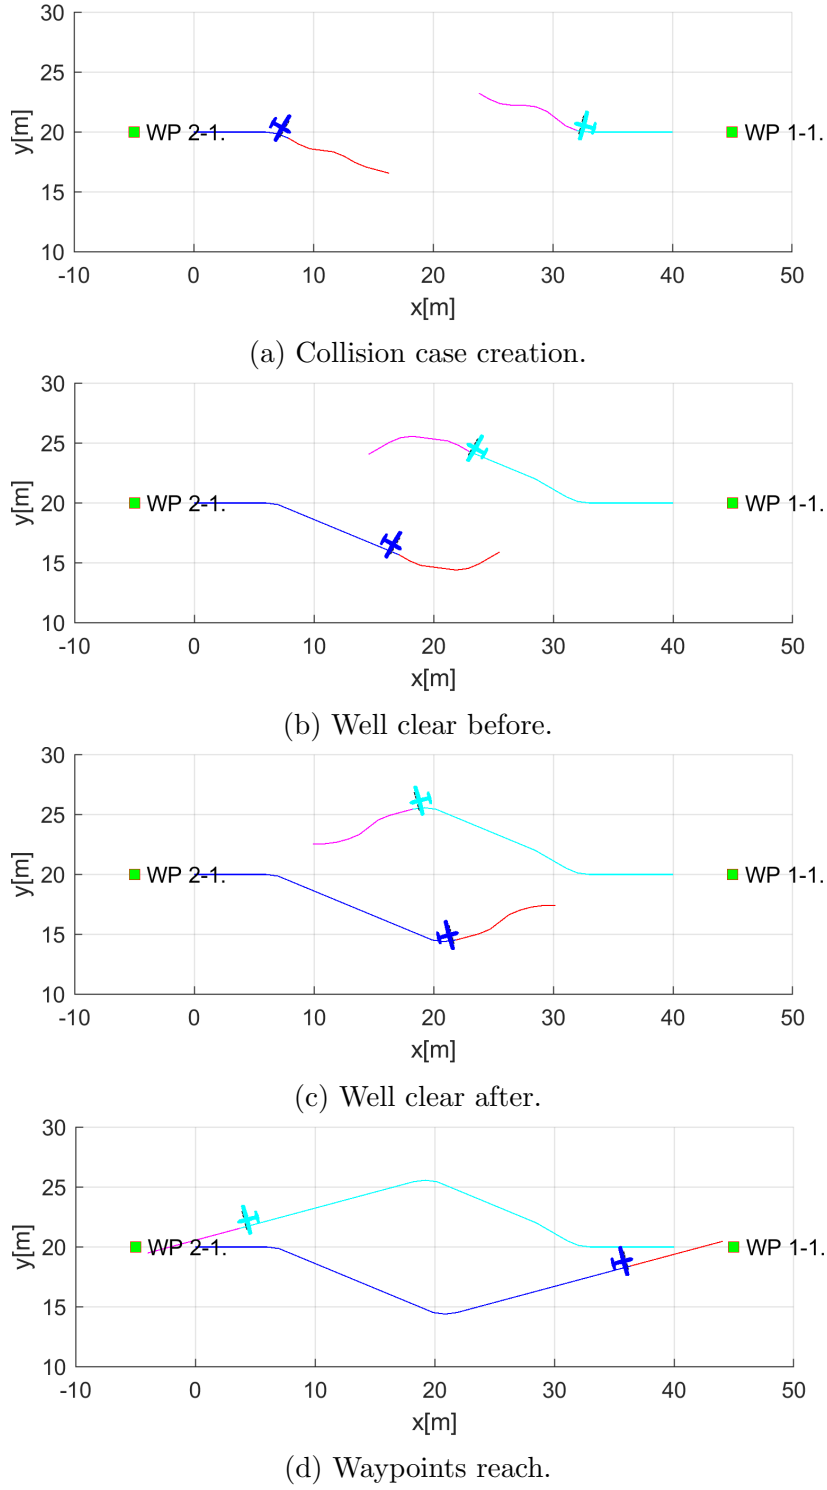 30
25
20
15
10
y[m]
WP 2-1.
WP 1-1.
-10 0 10 20 30 40 50
x[m]
(a) Collision case creation.
30
25
20
15
10
y[m]
WP 2-1.
WP 1-1.
-10 0 10 20 30 40 50
x[m]
(b) Well clear before.
30
25
20
15
10
y[m]
WP 2-1.
WP 1-1.
-10 0 10 20 30 40 50
x[m]
(c) Well clear after.
30
25
20
15
10
y[m]
WP 2-1.
WP 1-1.
-10 0 10 20 30 40 50
x[m]
(d) Waypoints reach.